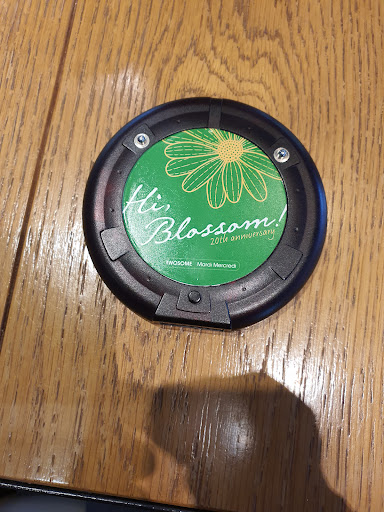 Hi,
Blossom!
20th anniversary
TWOSOME Mardi Mercredi